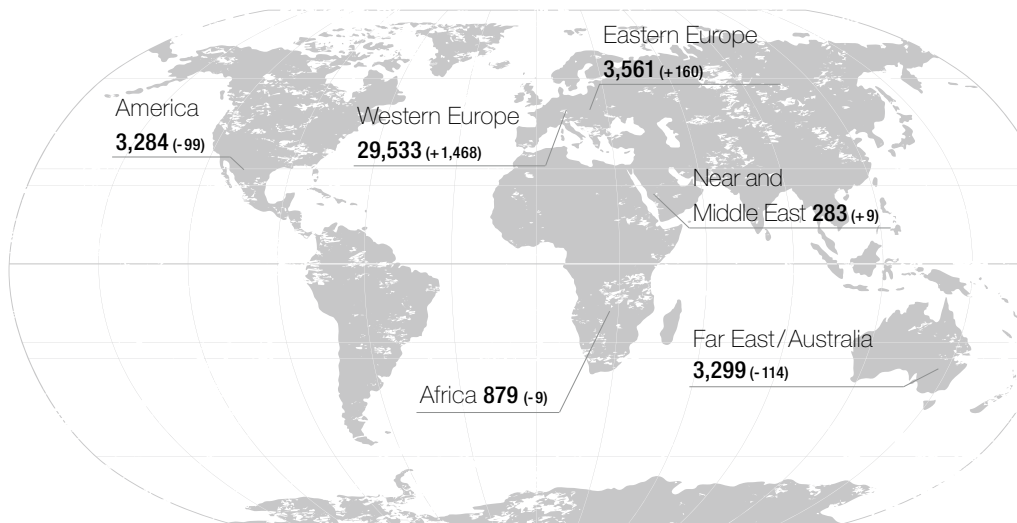 Eastern Europe
3,561 (+160)
America
3,284 (-99)
Western Europe
29,533 (+1,468)
Near and
Middle East 283 (+9)
Far East/Australia
3,299 (-114)
Africa 879 (-9)